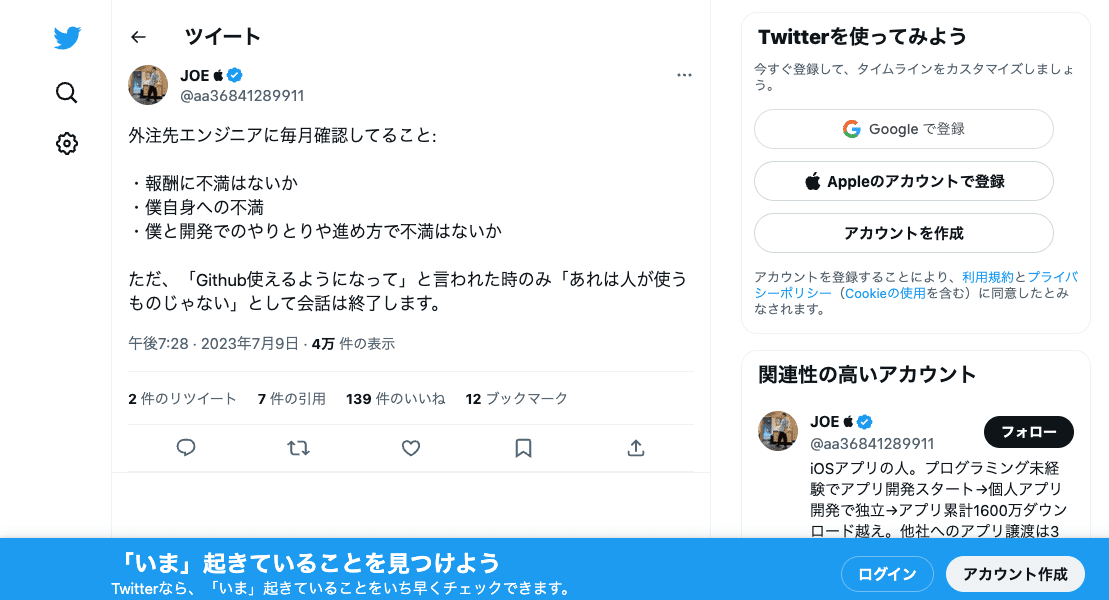 ツイート
JOE
@aa36841289911
外注先エンジニアに毎月確認してること:
・報酬に不満はないか
・僕自身への不満
・僕と開発でのやりとりや進め方で不満はないか
ただ、「Github使えるようになって」と言われた時のみ「あれは人が使う
ものじゃない」として会話は終了します。
午後7:28 · 2023年7月9日 · 4万 件の表示
2 件のリツイート 7 件の引用 139 件のいいね 12 ブックマーク
Twitterを使ってみよう
今すぐ登録して、タイムラインをカスタマイズしましょ
う。
Google で登録
Appleのアカウントで登録
アカウントを作成
アカウントを登録することにより、利用規約とプライバ
シーポリシー（Cookieの使用を含む）に同意したとみ
なされます。
関連性の高いアカウント
JOE
@aa36841289911
フォロー
iOSアプリの人。プログラミング未経
験でアプリ開発スタート→個人アプリ
開発で独立→アプリ累計1600万ダウン
ロード越え。他社へのアプリ譲渡は3
「いま」起きていることを見つけよう
Twitterなら、「いま」起きていることをいち早くチェックできます。
ログイン
アカウント作成